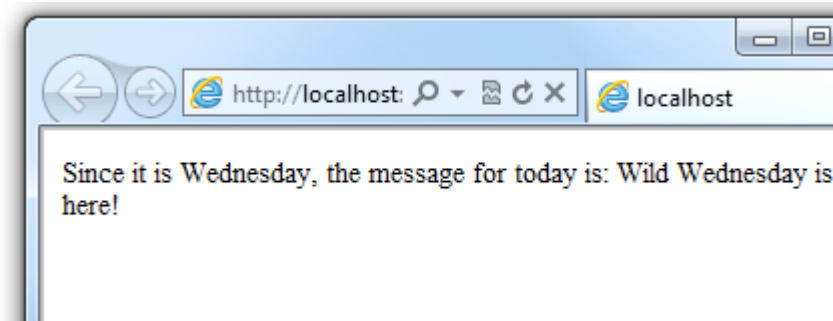 http://localhost:
localhost
Since it is Wednesday, the message for today is: Wild Wednesday is
here!